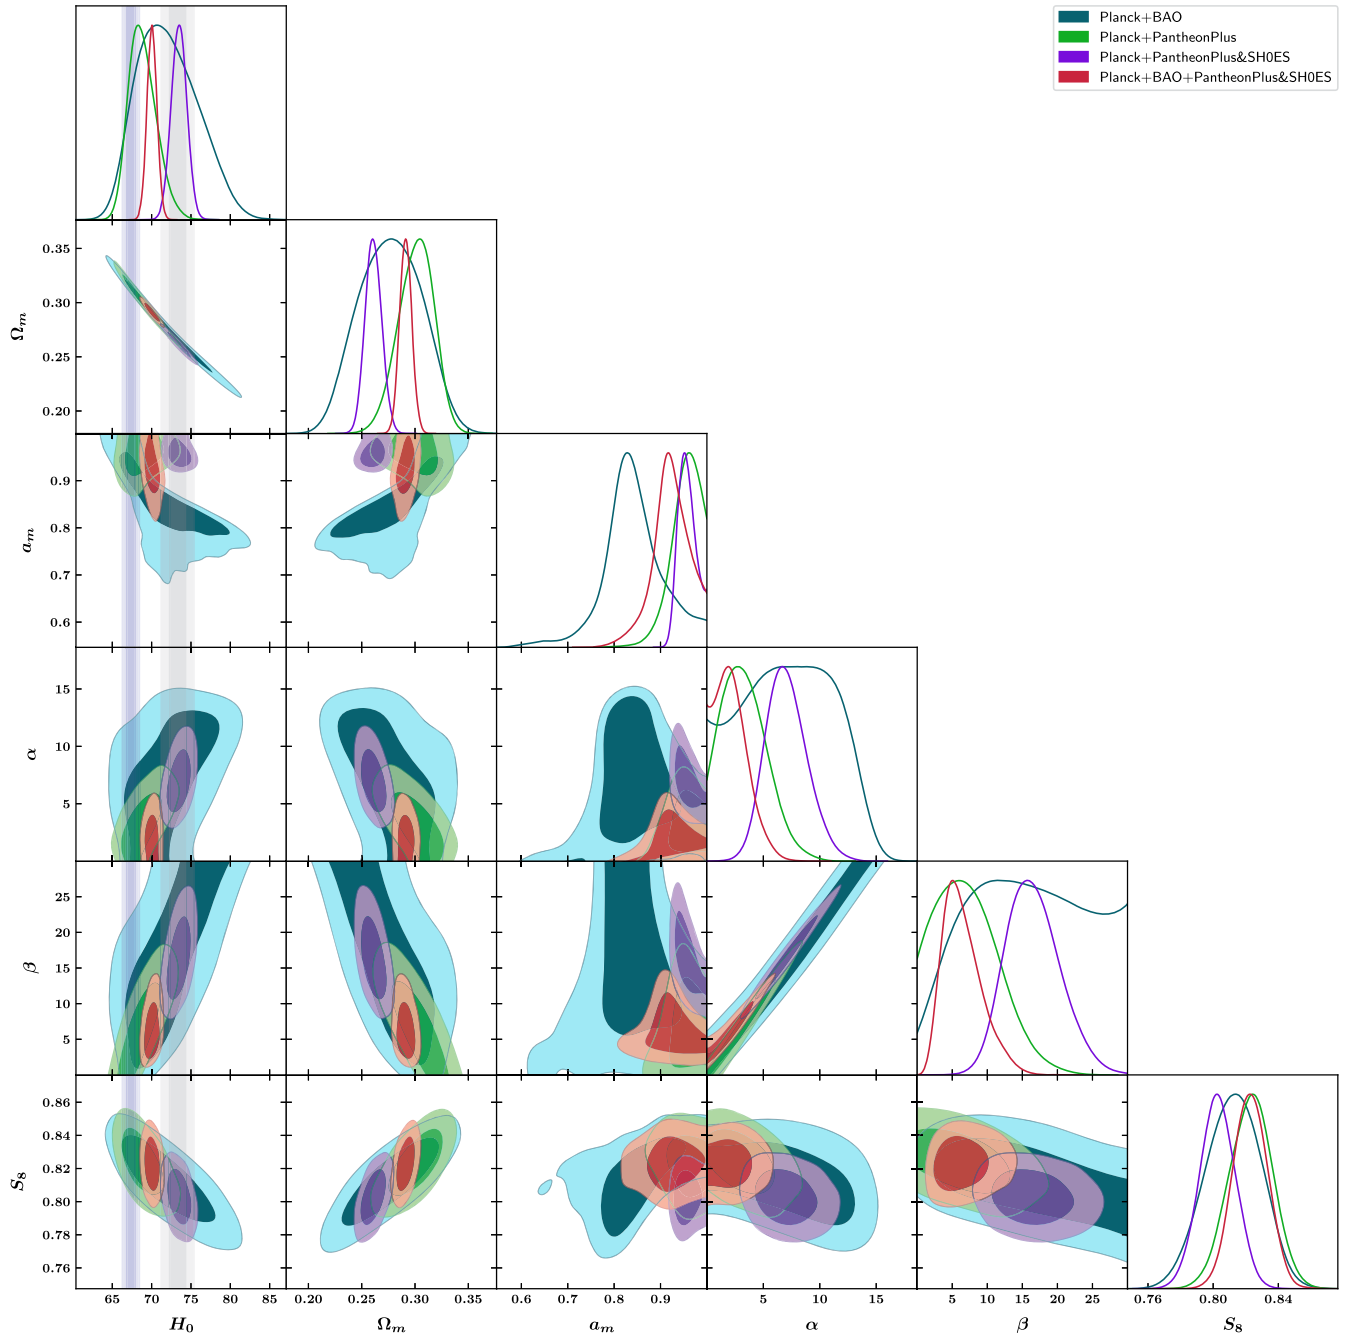 Planck+BAO
Planck+PantheonPlus
Planck+PantheonPlus&SH0ES
Planck+BAO+PantheonPlus&SH0ES
0.35
0.30
0.25
0.20
Ωm
0.9
0.8
0.7
0.6
am
15
10
5
α
25
20
15
10
5
β
0.86
0.84
0.82
0.80
0.78
0.76
S8
65 70 75 80 85
0.20 0.25 0.30 0.35
0.6 0.7 0.8 0.9
5 10 15
5 10 15 20 25
0.76 0.80 0.84
H0
Ωm
am
α
β
S8